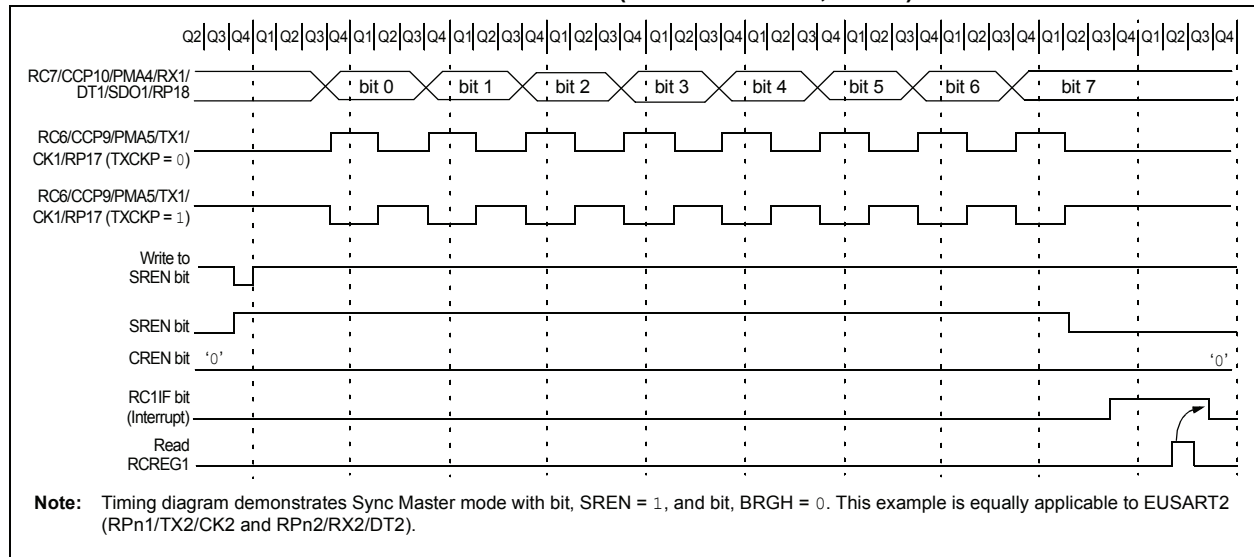 Q2 Q3 Q4 Q1 Q2 Q3 Q4 Q1 Q2 Q3 Q4 Q1 Q2 Q3 Q4 Q1 Q2 Q3 Q4 Q1 Q2 Q3 Q4 Q1 Q2 Q3 Q4 Q1 Q2 Q3 Q4 Q1 Q2 Q3 Q4 Q1 Q2 Q3 Q4 Q1 Q2 Q3 Q4
RC7/CCP10/PMA4/RX1/
DT1/SDO1/RP18
bit 0 bit 1 bit 2 bit 3 bit 4 bit 5 bit 6 bit 7
RC6/CCP9/PMA5/TX1/
CK1/RP17 (TXCKP = 0)
RC6/CCP9/PMA5/TX1/
CK1/RP17 (TXCKP = 1)
Write to
SREN bit
SREN bit
CREN bit ‘0’ ‘0’
RC1IF bit
(Interrupt)
Read
RCREG1
Note: Timing diagram demonstrates Sync Master mode with bit, SREN = 1, and bit, BRGH = 0. This example is equally applicable to EUSART2
(RPn1/TX2/CK2 and RPn2/RX2/DT2).